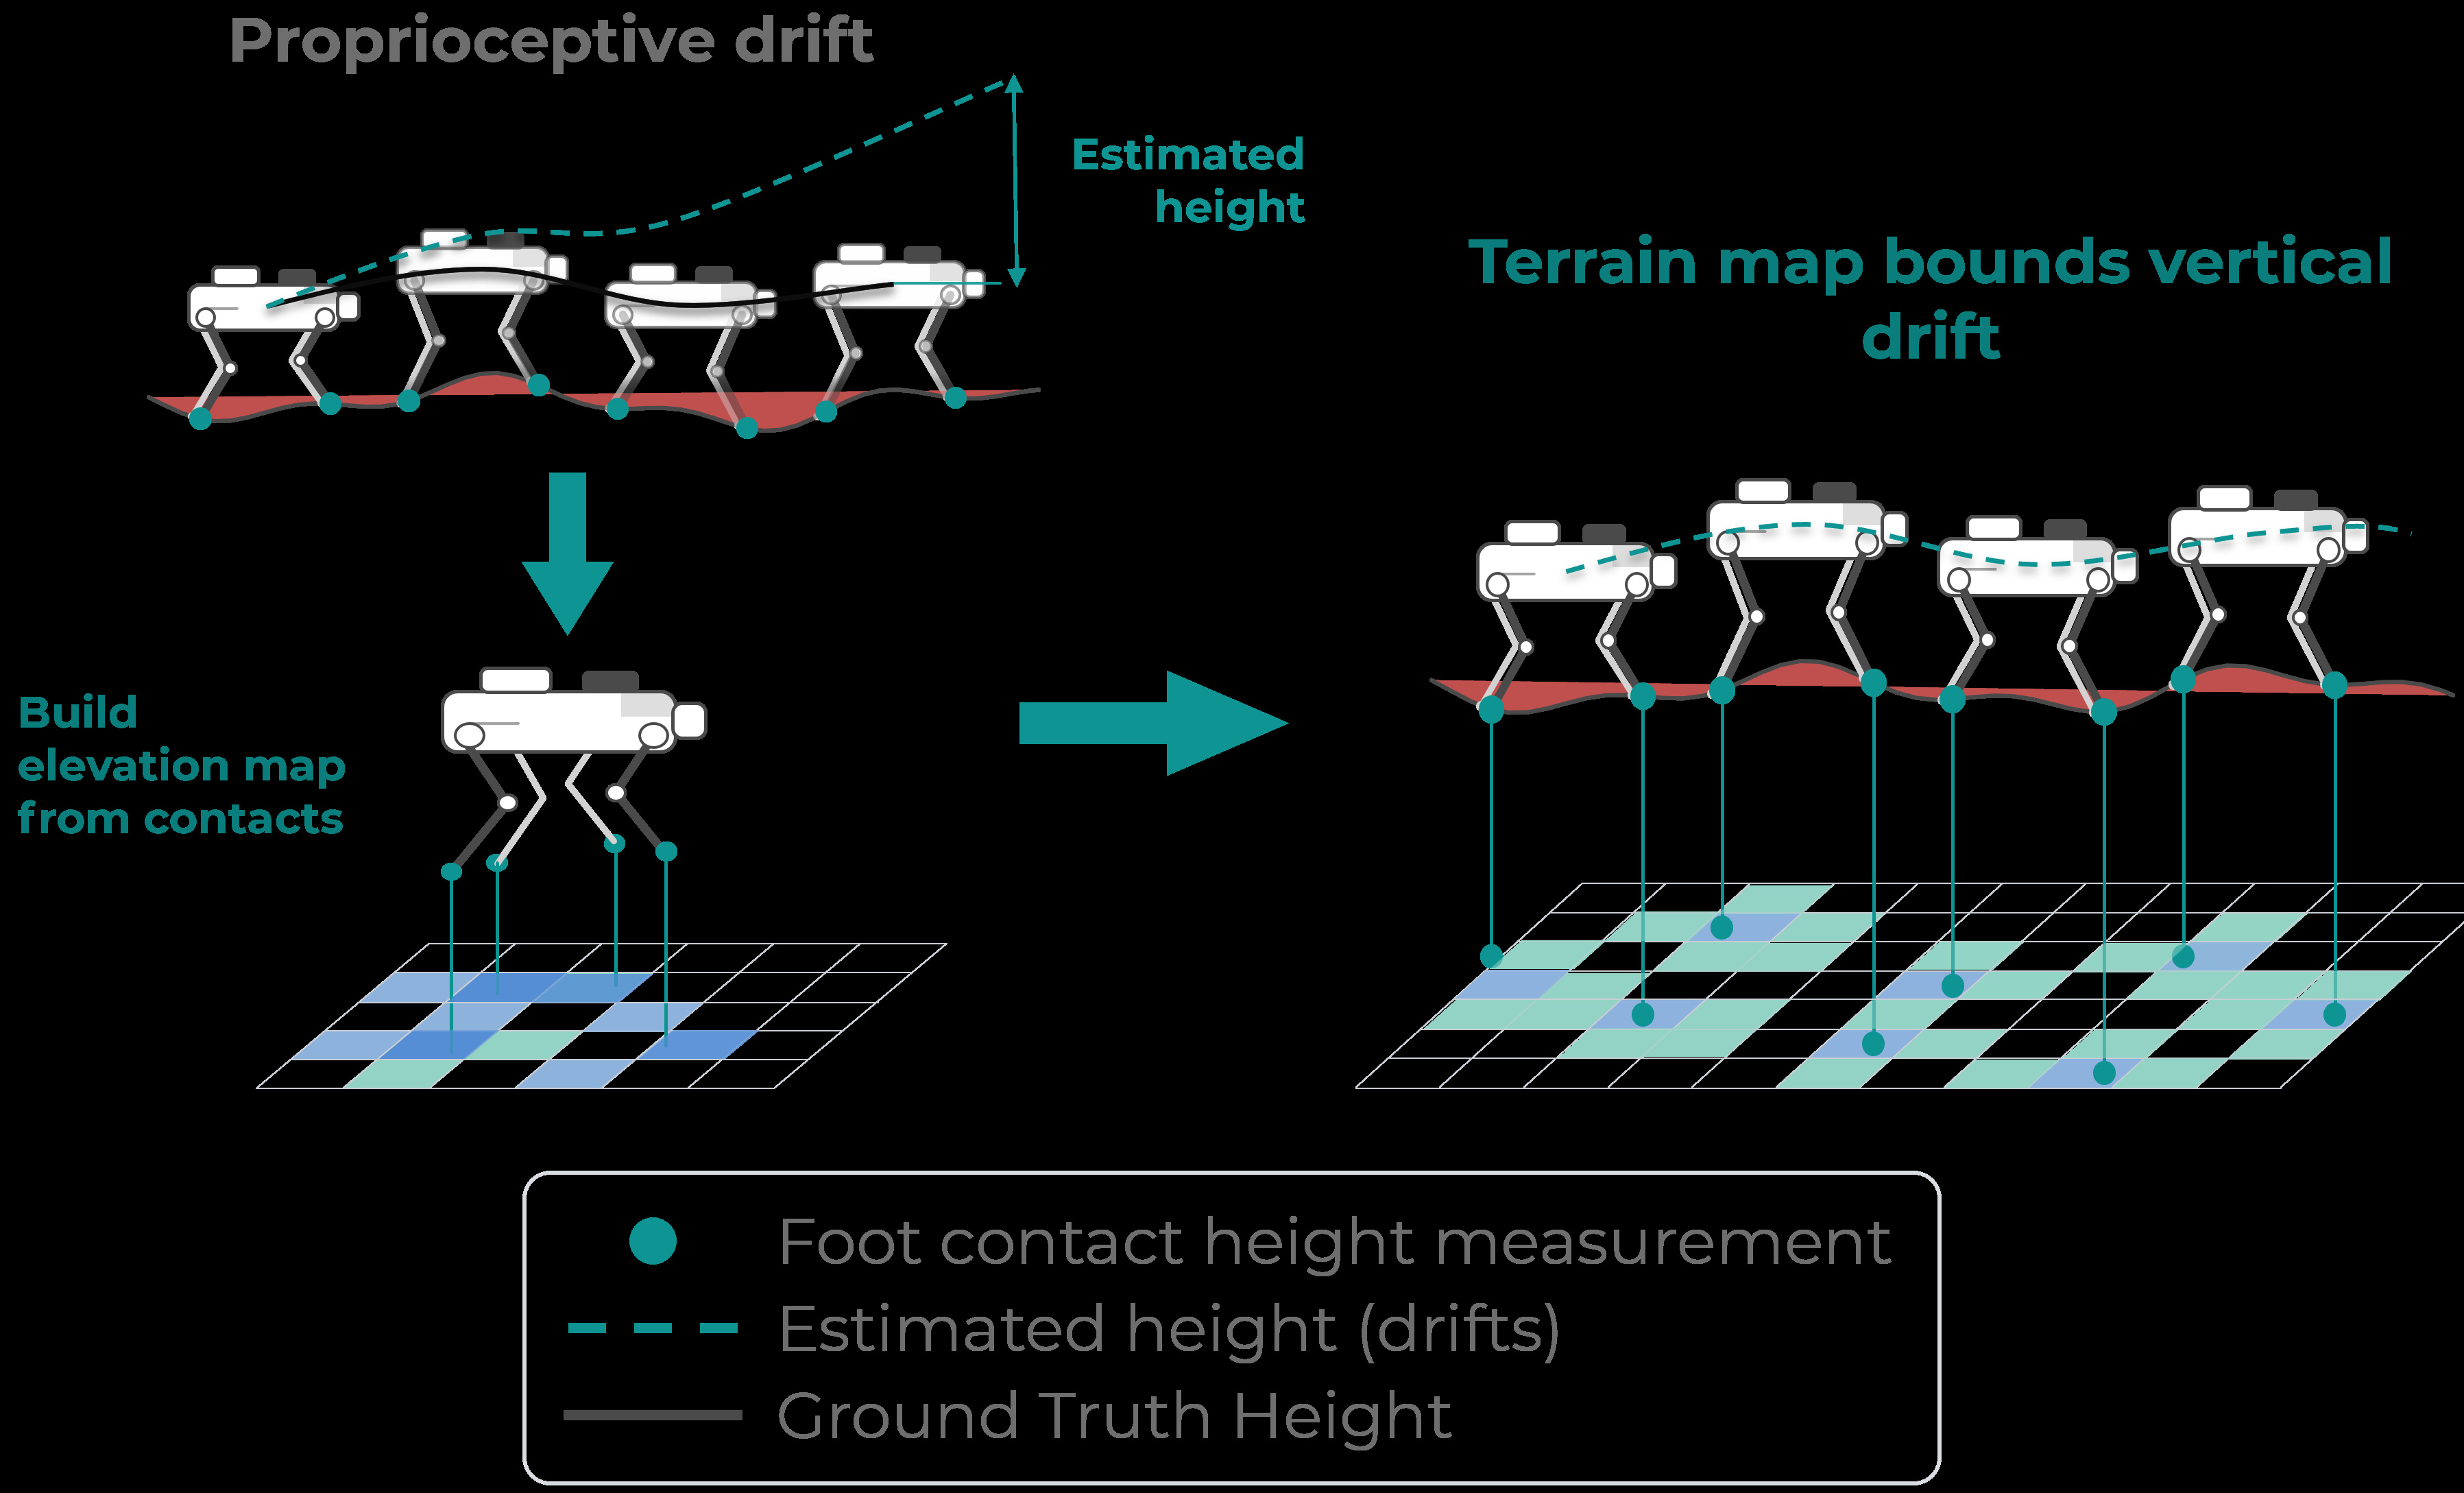 Proprioceptive drift
Estimated
height
Terrain map bounds vertical
drift
Build
elevation map
from contacts
Foot contact height measurement
Estimated height (drifts)
Ground Truth Height